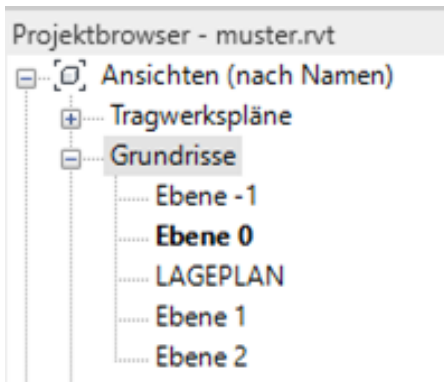 Projektbrowser - muster.rvt
Ansichten (nach Namen)
Tragwerkspläne
Grundrisse
Ebene -1
Ebene 0
LAGEPLAN
Ebene 1
Ebene 2